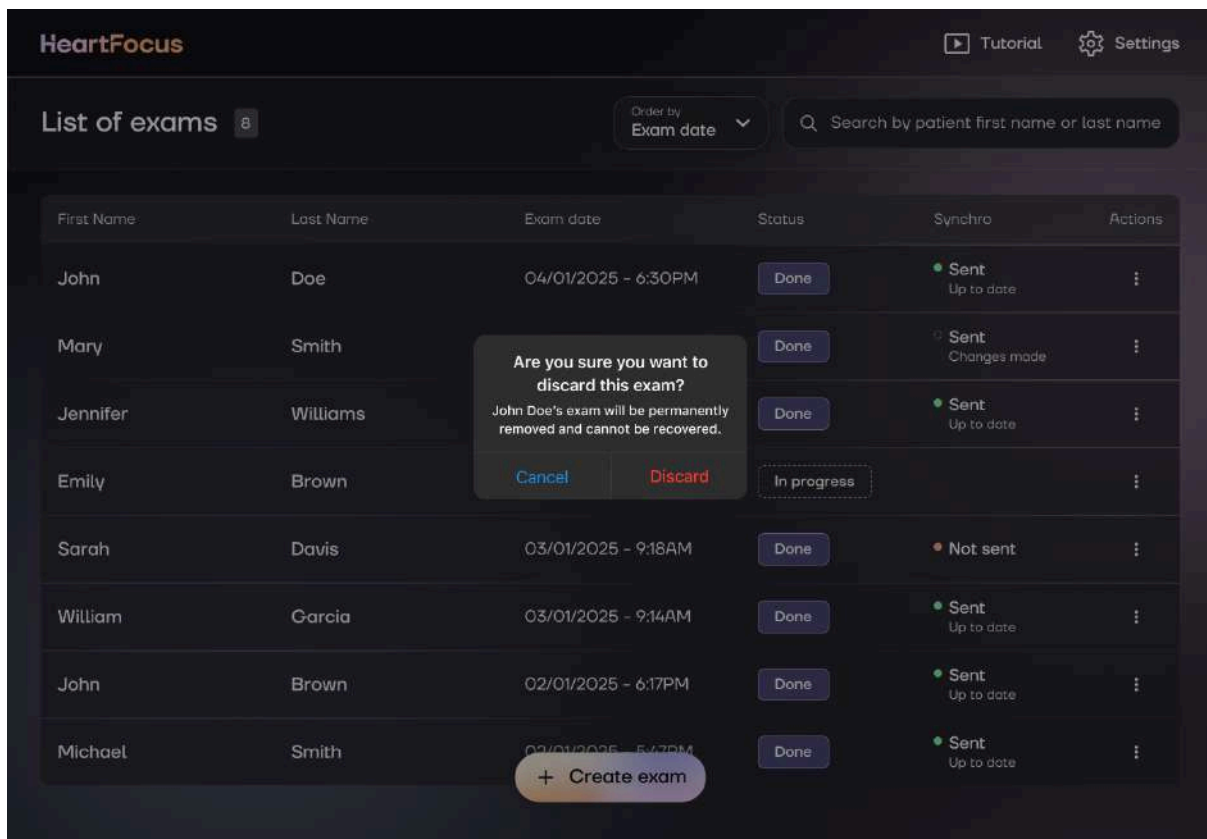 HeartFocus
Tutorial
Settings
List of exams 8
Order by
Exam date
Search by patient first name or last name
First Name Last Name Exam date Status Synchro Actions
John Doe 04/01/2025 - 6:30PM Done Sent
Up to date
Mary Smith Done Sent
Changes made
Are you sure you want to
discard this exam?
John Doe's exam will be permanently
removed and cannot be recovered.
Cancel Discard
Jennifer Williams Done Sent
Up to date
Emily Brown In progress
Sarah Davis 03/01/2025 - 9:18AM Done Not sent
William Garcia 03/01/2025 - 9:14AM Done Sent
Up to date
John Brown 02/01/2025 - 6:17PM Done Sent
Up to date
Michael Smith 02/01/2025 - 5:47PM Done Sent
Up to date
+ Create exam